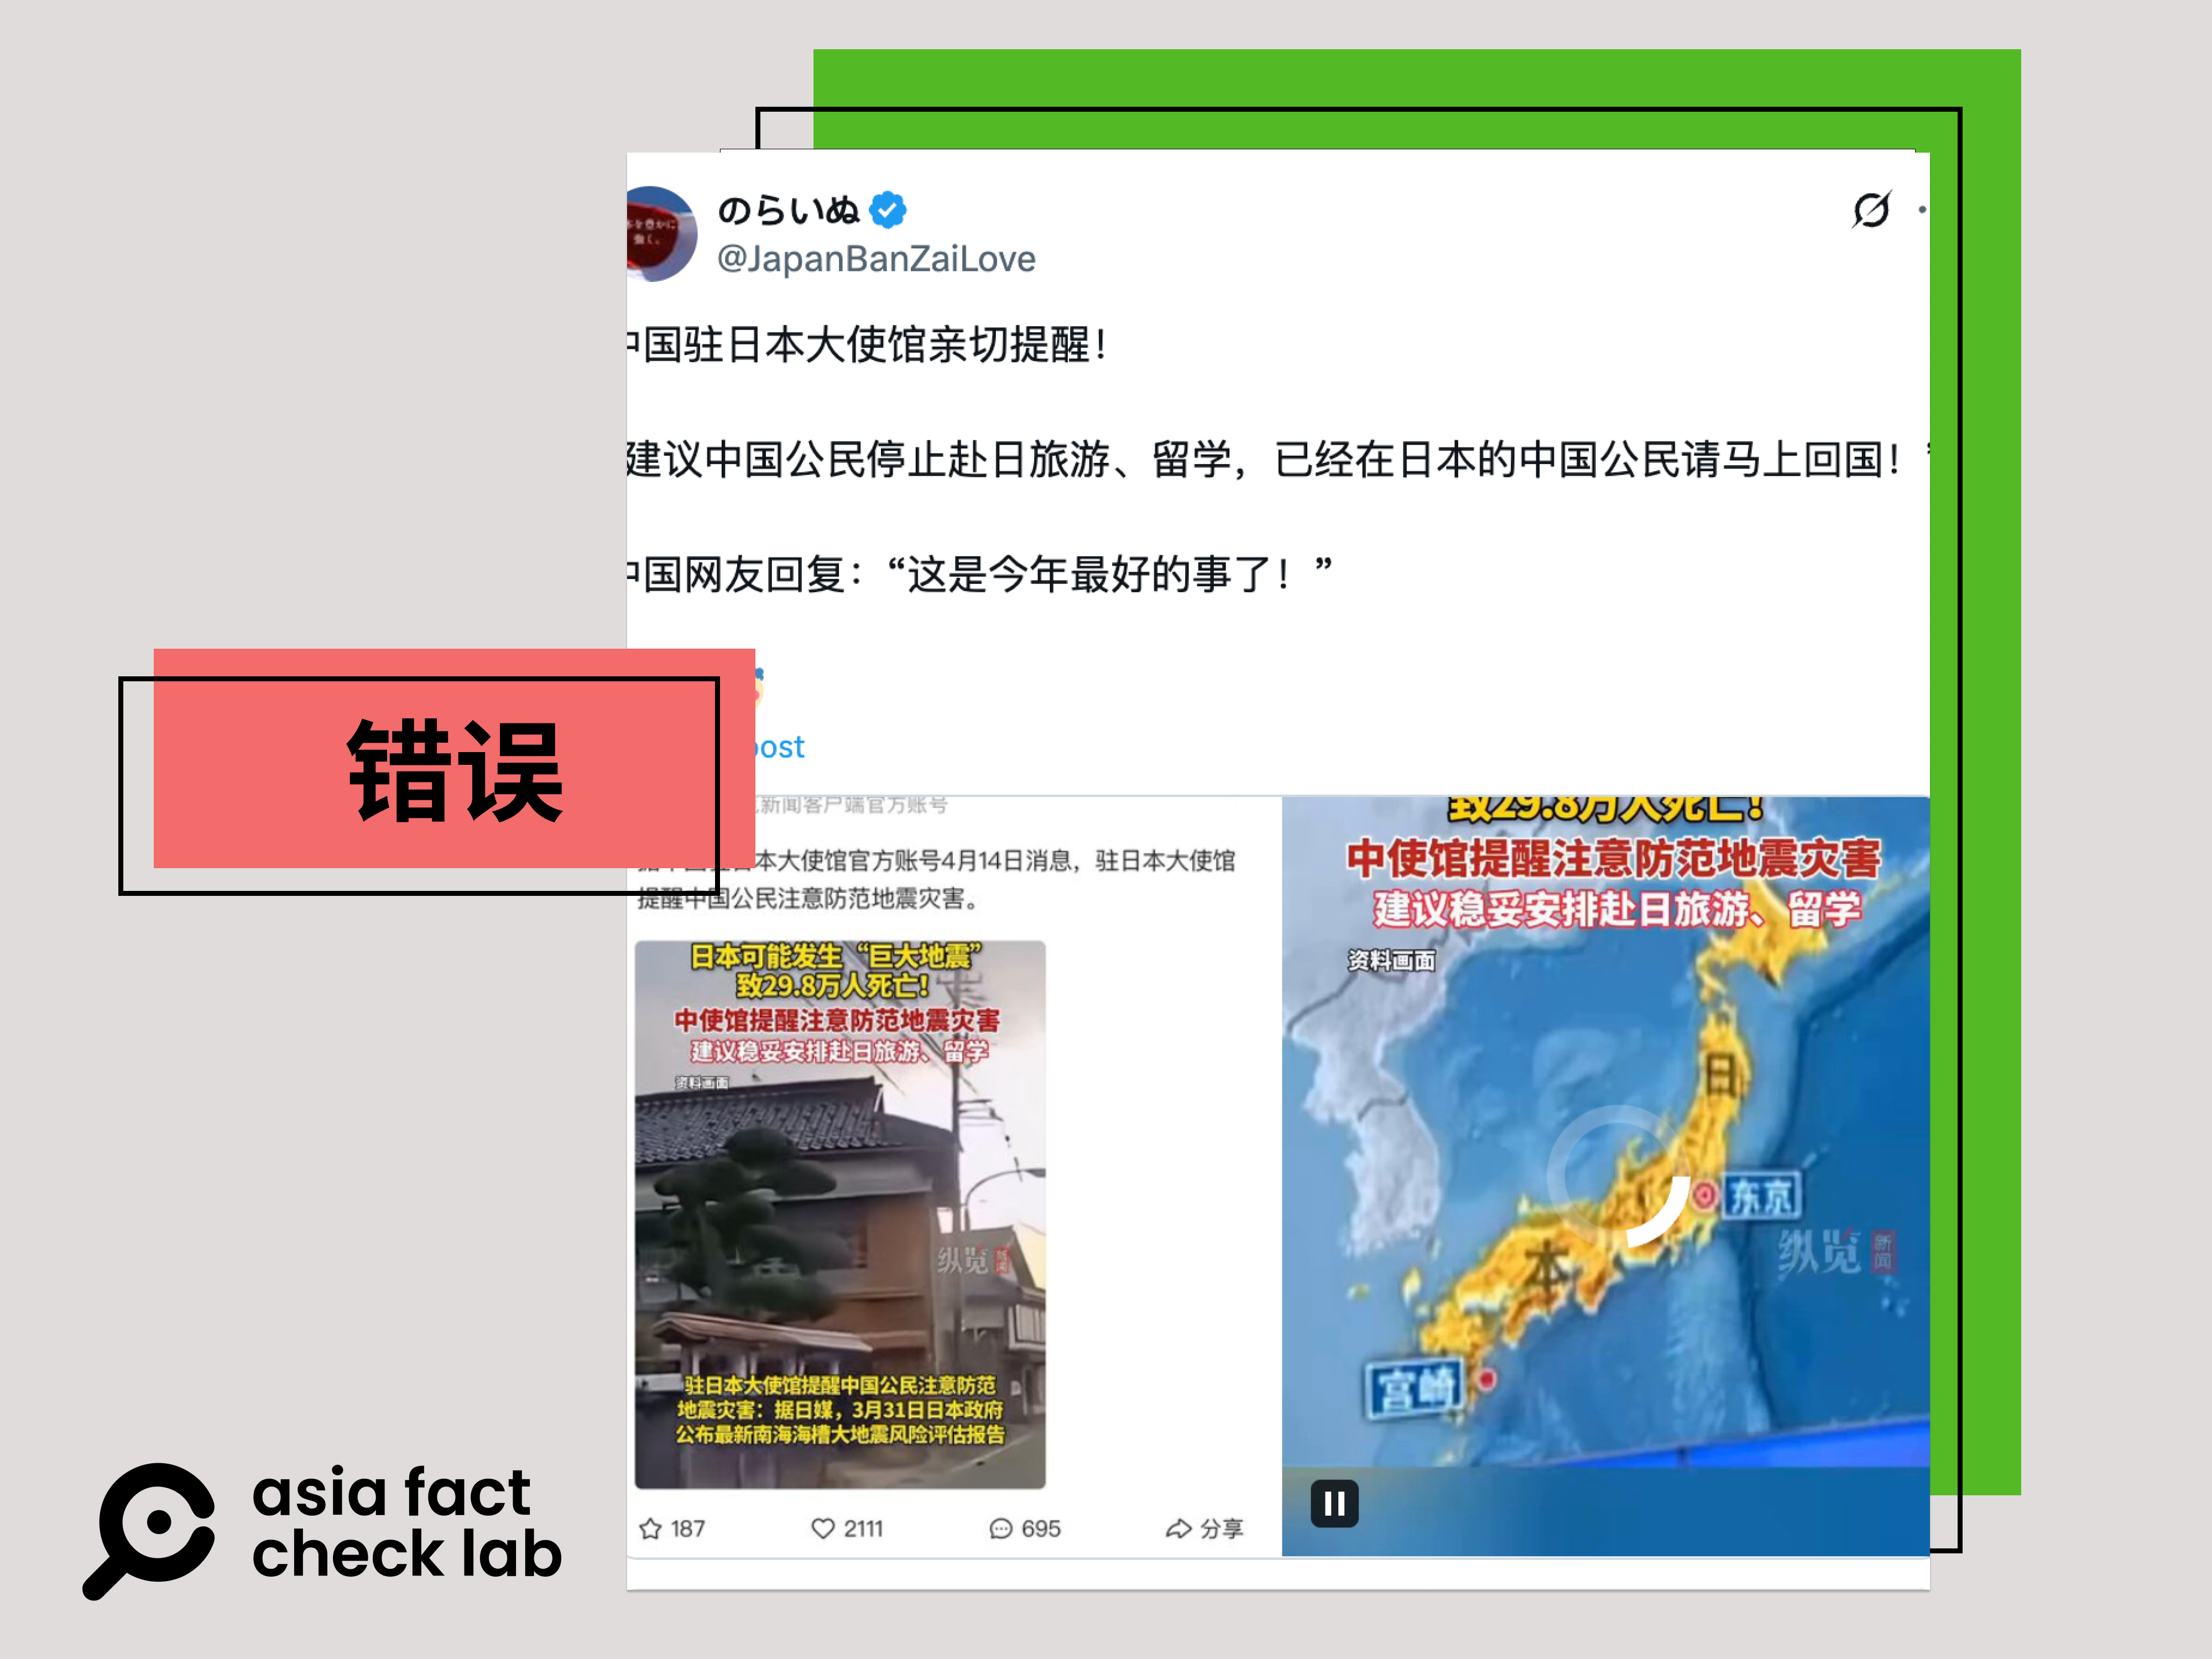 のらいぬ
@JapanBanZaiLove
中国驻日本大使馆亲切提醒！
建议中国公民停止赴日旅游、留学，已经在日本的中国公民请马上回国！”
中国网友回复：“这是今年最好的事了！”
post
错误
新闻客户端官方账号
本大使馆官方账号4月14日消息，驻日本大使馆
提醒中国公民注意防范地震灾害。
日本可能发生“巨大地震”
致29.8万人死亡！
中使馆提醒注意防范地震灾害
建议稳妥安排赴日旅游、留学
资料画面
纵览新闻
驻日本大使馆提醒中国公民注意防范
地震灾害：据日媒，3月31日日本政府
公布最新南海海槽大地震风险评估报告
187 2111 695 分享
致29.8万人死亡！
中使馆提醒注意防范地震灾害
建议稳妥安排赴日旅游、留学
资料画面
日
本
东京
纵览新闻
宫崎
asia fact
check lab